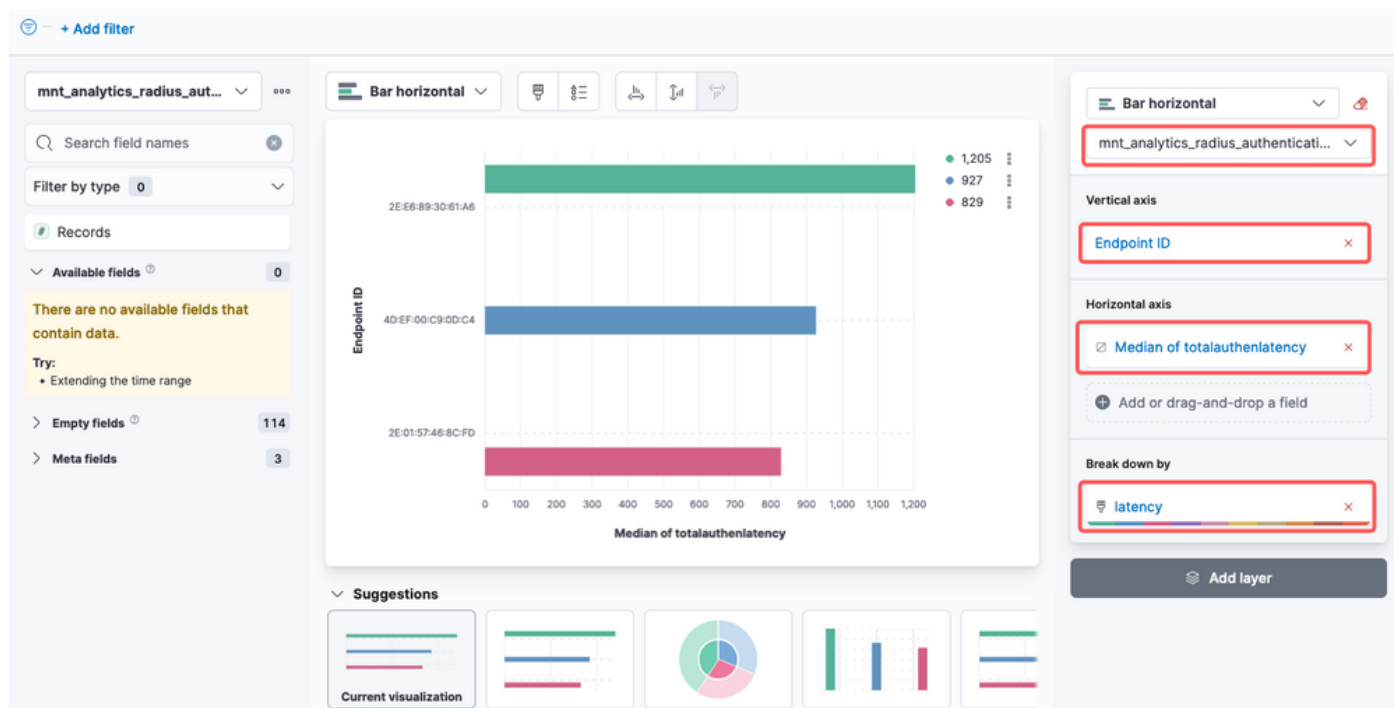 + Add filter
mnt_analytics_radius_aut...
Search field names
Filter by type 0
Records
Available fields 0
There are no available fields that
contain data.
Try:
• Extending the time range
Empty fields 114
Meta fields 3
Bar horizontal
1,205
927
829
2E:E6:89:30:61:A6
4D:EF:00:C9:0D:C4
2E:01:57:46:8C:FD
Endpoint ID
0 100 200 300 400 500 600 700 800 900 1,000 1,100 1,200
Median of totalauthenlatency
Suggestions
Current visualization
Bar horizontal
mnt_analytics_radius_authenticati...
Vertical axis
Endpoint ID
Horizontal axis
Median of totalauthenlatency
Add or drag-and-drop a field
Break down by
latency
Add layer